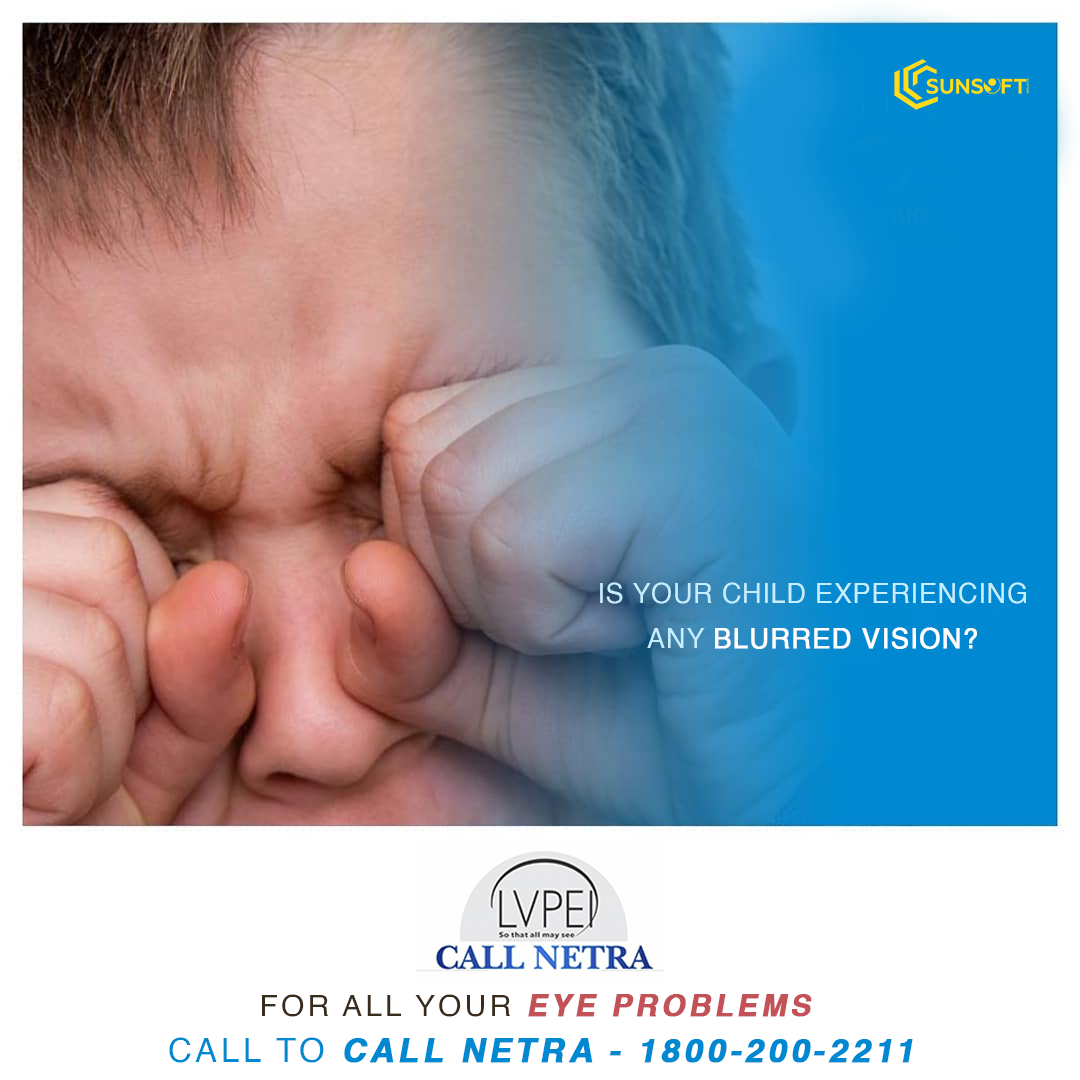 SUNSOFT
IS YOUR CHILD EXPERIENCING
ANY BLURRED VISION?
LVPEI
So that all may see
CALL NETRA
FOR ALL YOUR EYE PROBLEMS
CALL TO CALL NETRA - 1800-200-2211